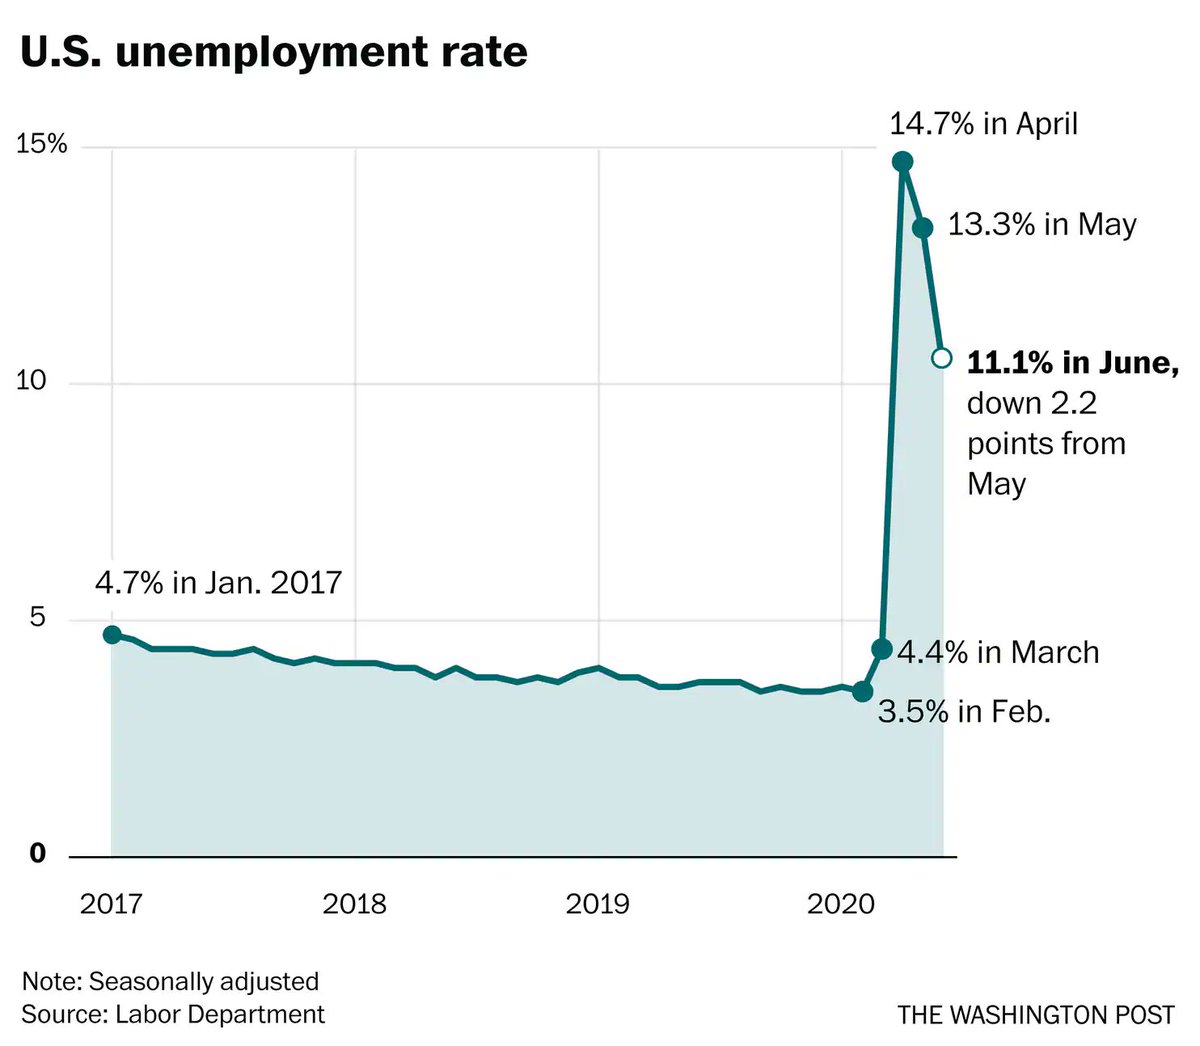 U.S. unemployment rate
14.7% in April
15%
13.3% in May
11.1% in June,
down 2.2
points from
May
10
4.7% in Jan. 2017
5
4.4% in March
3.5% in Feb.
0
2017 2018 2019 2020
Note: Seasonally adjusted
Source: Labor Department
THE WASHINGTON POST